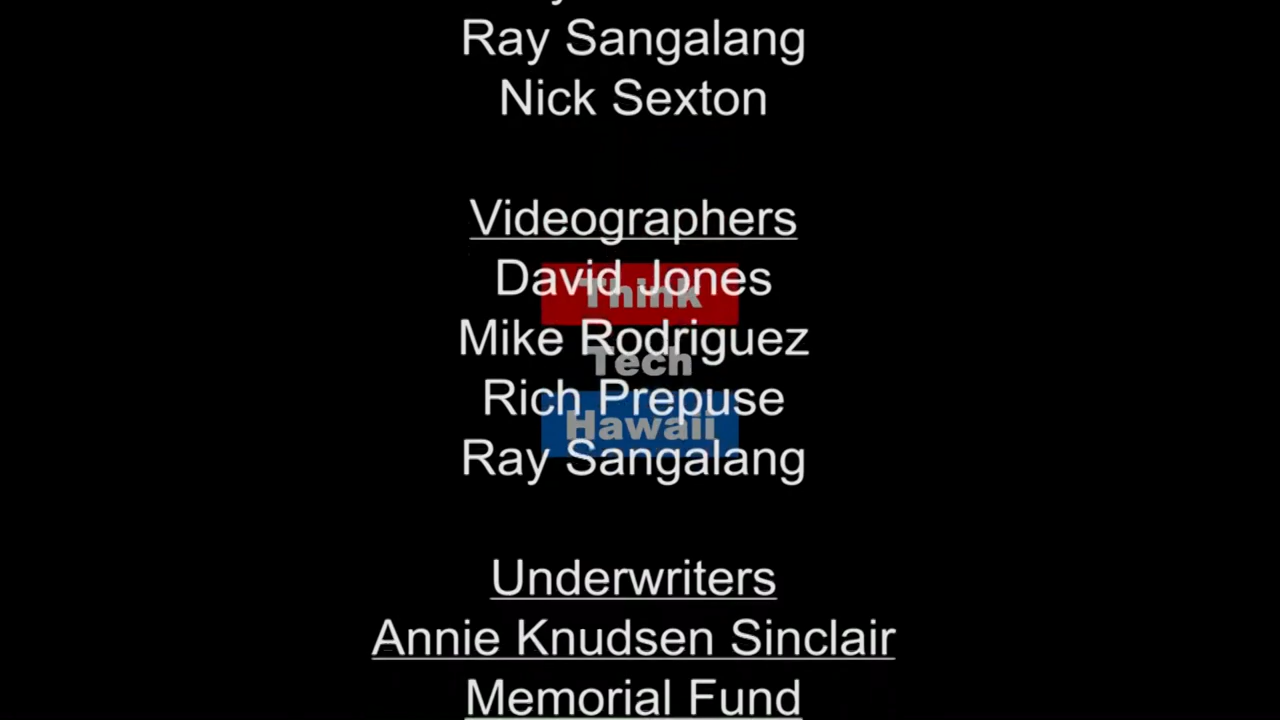 Ray Sangalang
Nick Sexton
Videographers
David Jones
Think
Mike Rodriguez
Tech
Rich Prepuse
Hawaii
Ray Sangalang
Underwriters
Annie Knudsen Sinclair
Memorial Fund